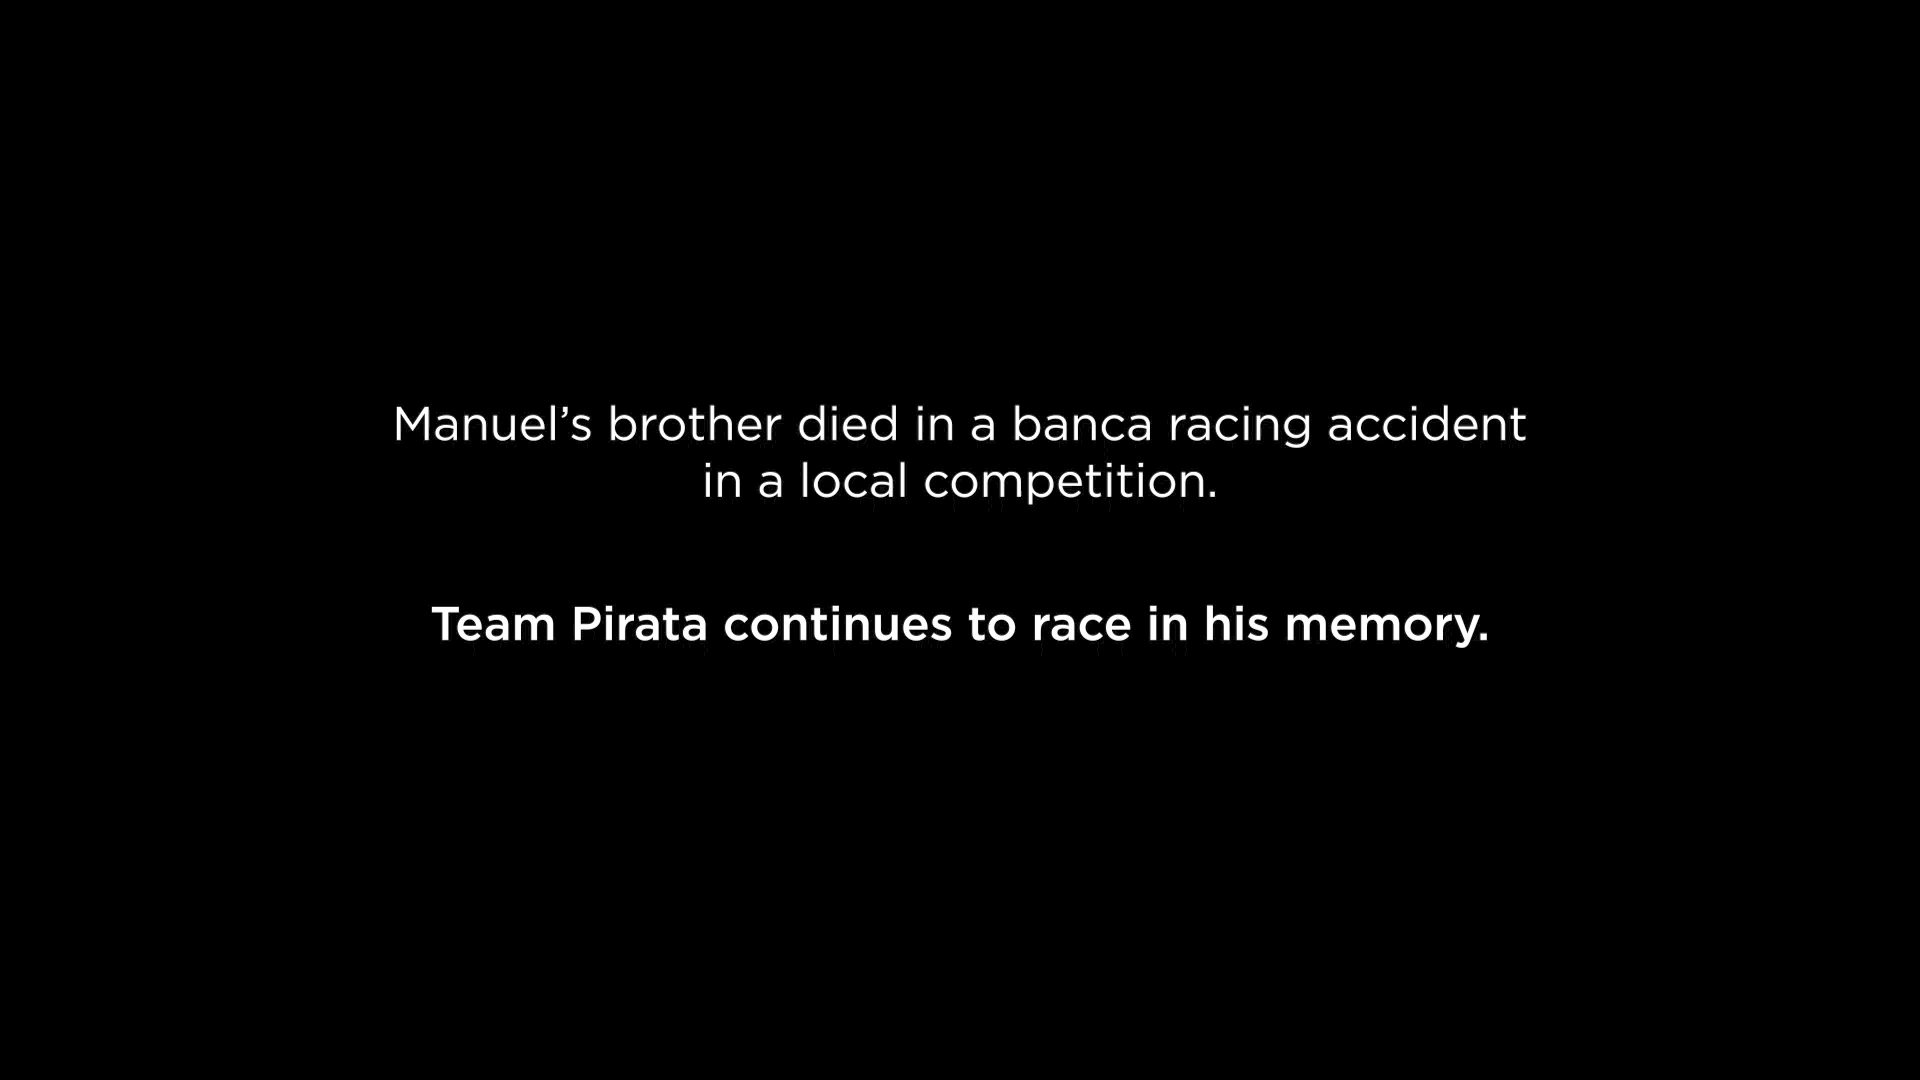 Manuel’s brother died in a banca racing accident
in a local competition.
Team Pirata continues to race in his memory.